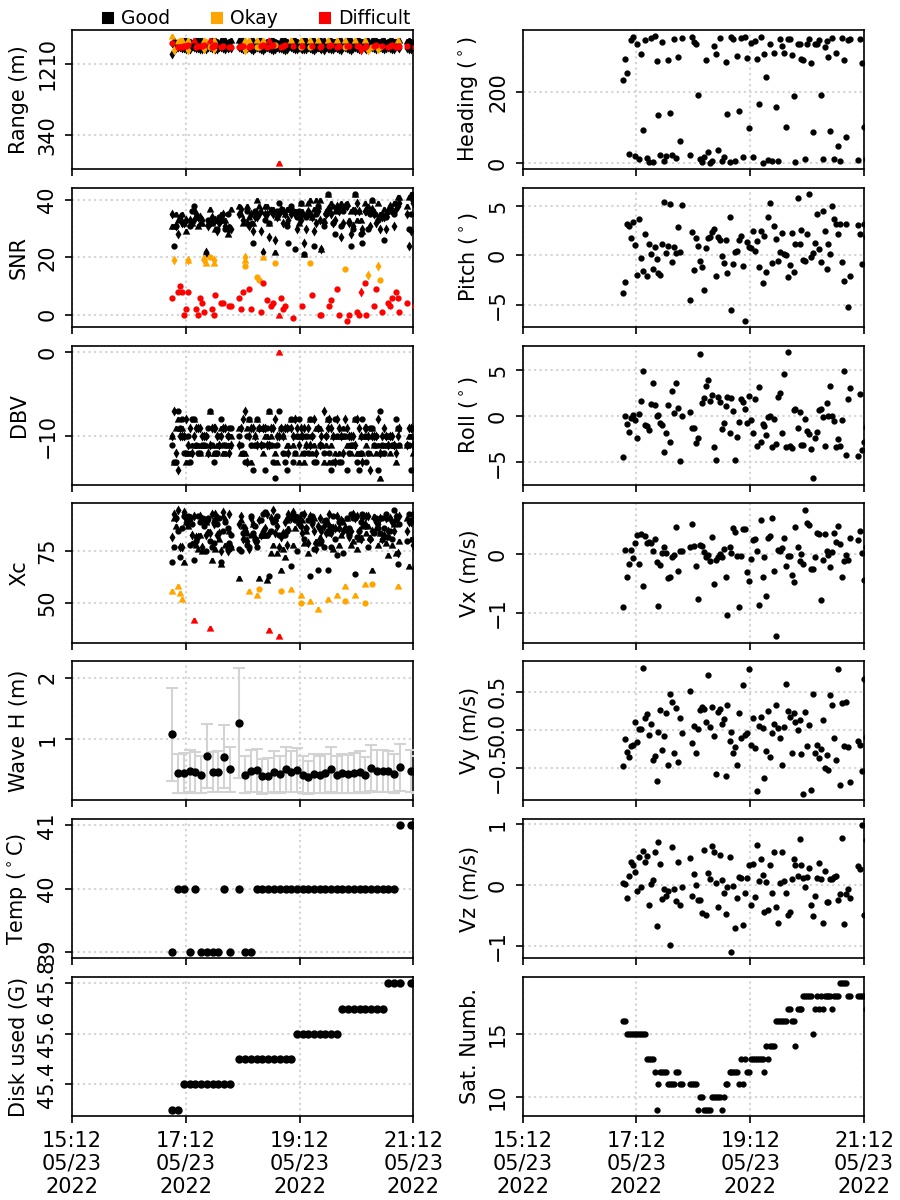 Good Okay Difficult
Range (m)
1210
340
Heading (°)
200
0
SNR
40
20
0
Pitch (°)
5
0
−5
DBV
0
−10
Roll (°)
5
0
−5
Xc
75
50
Vx (m/s)
0
−1
Wave H (m)
2
1
Vy (m/s)
0.5
0.0
−0.5
Temp (°C)
41
40
39
Vz (m/s)
1
0
−1
Disk used (G)
45.8
45.6
45.4
Sat. Numb.
15
10
15:12 17:12 19:12 21:12 15:12 17:12 19:12 21:12
05/23 05/23 05/23 05/23 05/23 05/23 05/23 05/23
2022 2022 2022 2022 2022 2022 2022 2022